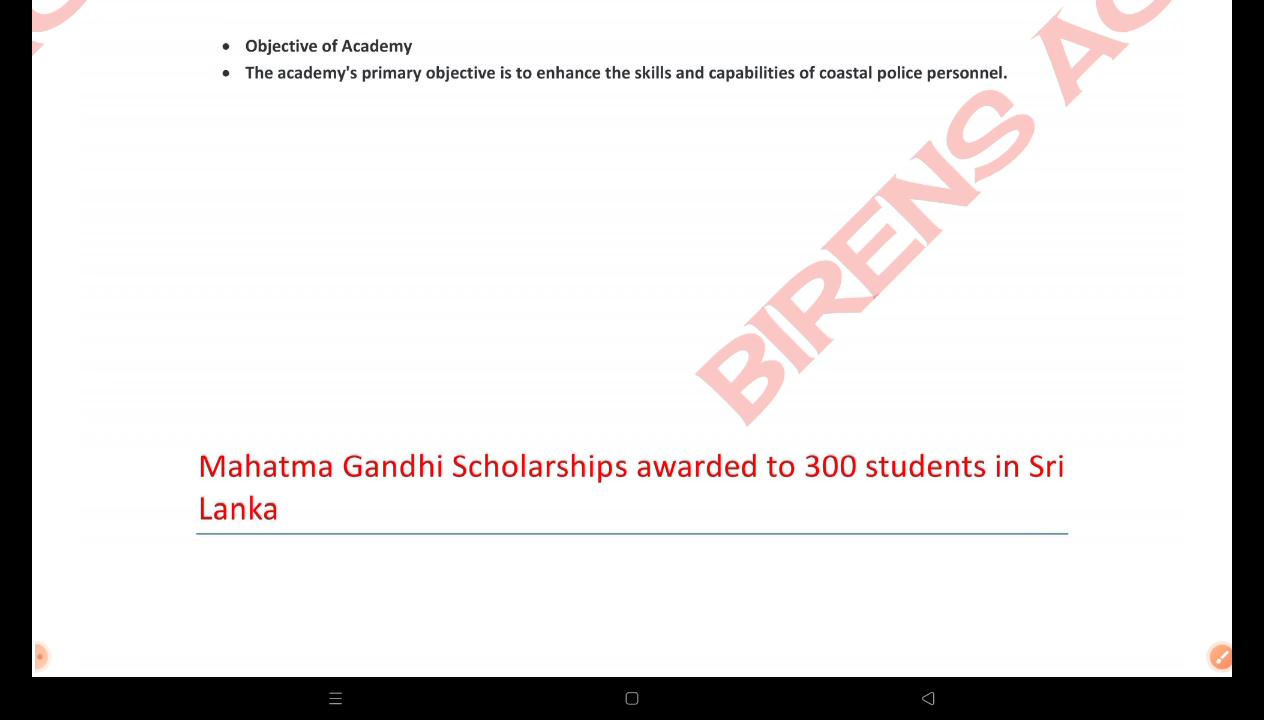 Objective of Academy
The academy's primary objective is to enhance the skills and capabilities of coastal police personnel.
BIRENS AC
Mahatma Gandhi Scholarships awarded to 300 students in Sri
Lanka